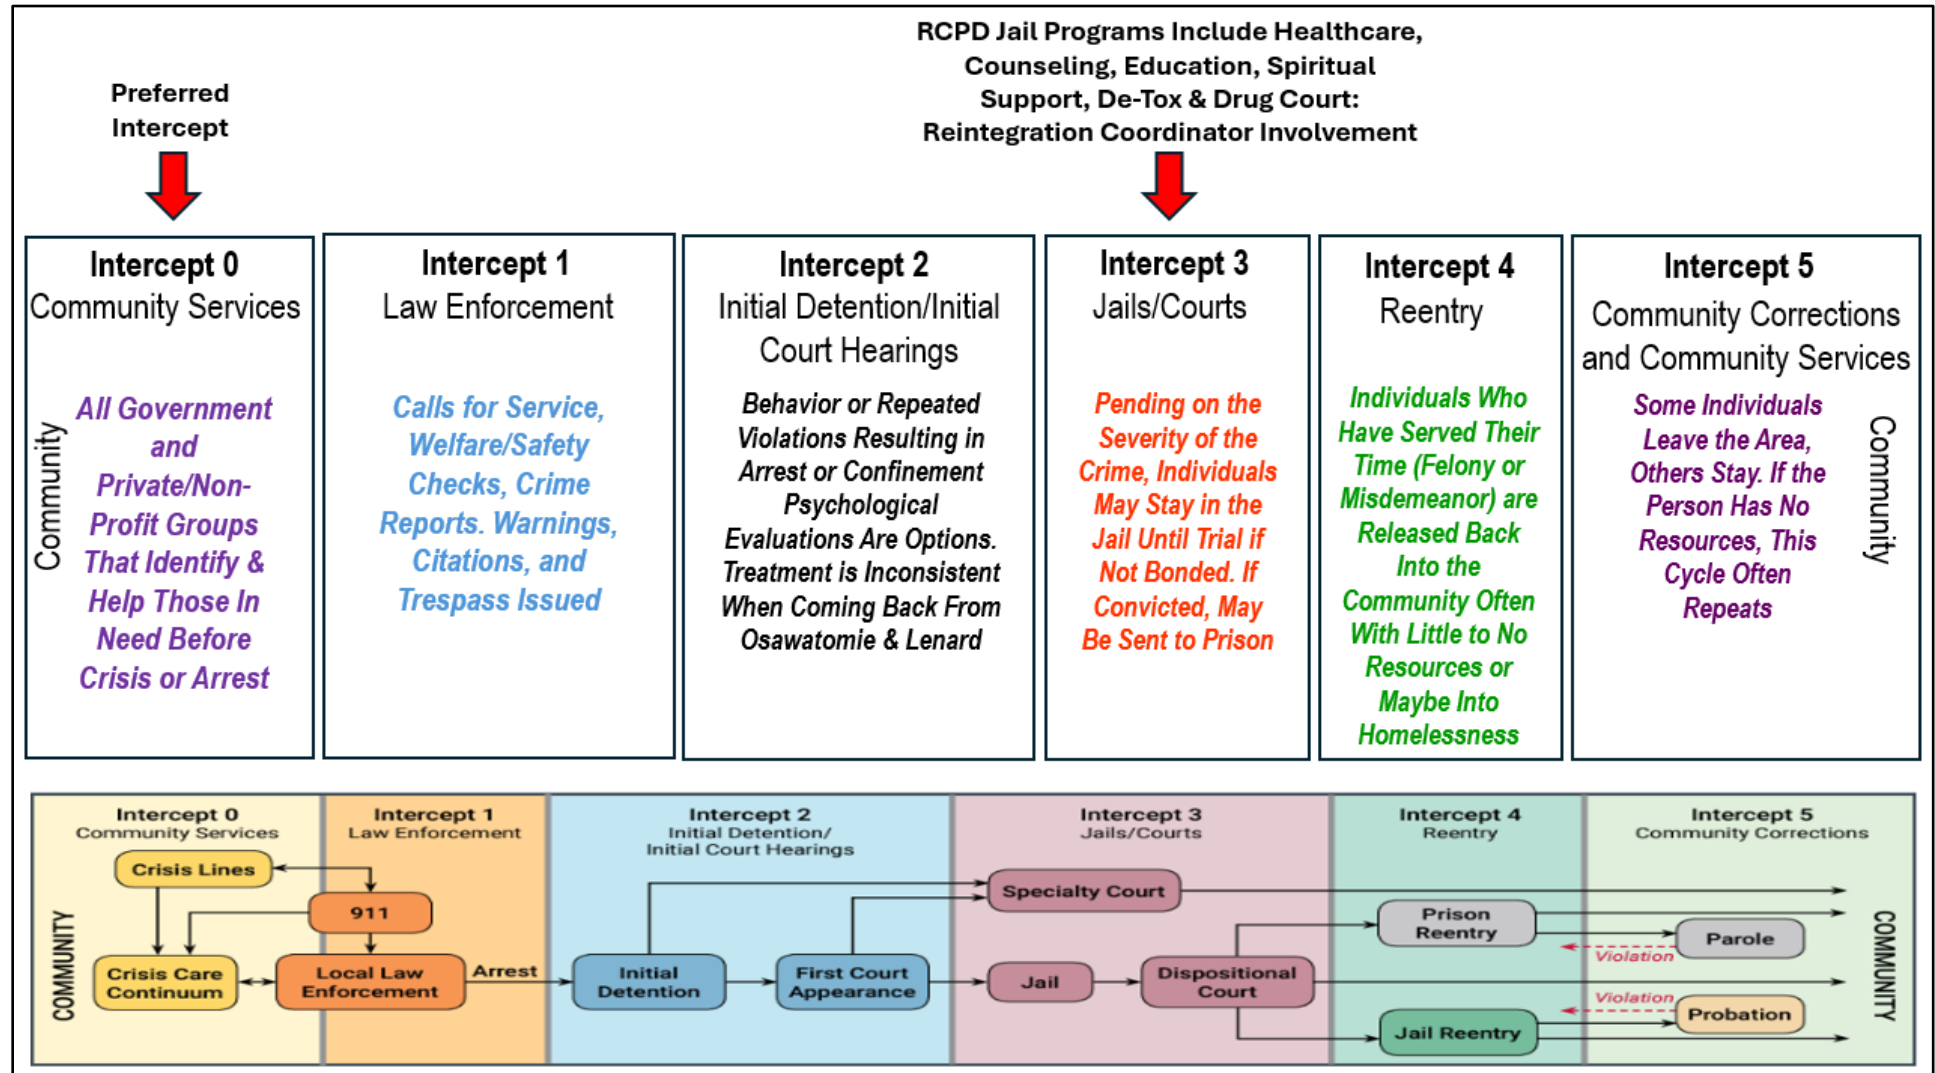 RCPD Jail Programs Include Healthcare,
Counseling, Education, Spiritual
Support, De-Tox & Drug Court:
Reintegration Coordinator Involvement
Preferred
Intercept
Intercept 0
Community Services
Community
All Government
and
Private/Non-
Profit Groups
That Identify &
Help Those In
Need Before
Crisis or Arrest
Intercept 1
Law Enforcement
Calls for Service,
Welfare/Safety
Checks, Crime
Reports. Warnings,
Citations, and
Trespass Issued
Intercept 2
Initial Detention/Initial
Court Hearings
Behavior or Repeated
Violations Resulting in
Arrest or Confinement
Psychological
Evaluations Are Options.
Treatment is Inconsistent
When Coming Back From
Osawatomie & Lenard
Intercept 3
Jails/Courts
Pending on the
Severity of the
Crime, Individuals
May Stay in the
Jail Until Trial if
Not Bonded. If
Convicted, May
Be Sent to Prison
Intercept 4
Reentry
Individuals Who
Have Served Their
Time (Felony or
Misdemeanor) are
Released Back
Into the
Community Often
With Little to No
Resources or
Maybe Into
Homelessness
Intercept 5
Community Corrections
and Community Services
Some Individuals
Leave the Area,
Others Stay. If the
Person Has No
Resources, This
Cycle Often
Repeats
Community
Intercept 0
Community Services
Intercept 1
Law Enforcement
Intercept 2
Initial Detention/
Initial Court Hearings
Intercept 3
Jails/Courts
Intercept 4
Reentry
Intercept 5
Community Corrections
COMMUNITY
Crisis Lines
911
Crisis Care
Continuum
Local Law
Enforcement
Arrest
Initial
Detention
First Court
Appearance
Specialty Court
Jail
Dispositional
Court
Prison
Reentry
Parole
Violation
Violation
Probation
Jail Reentry
COMMUNITY